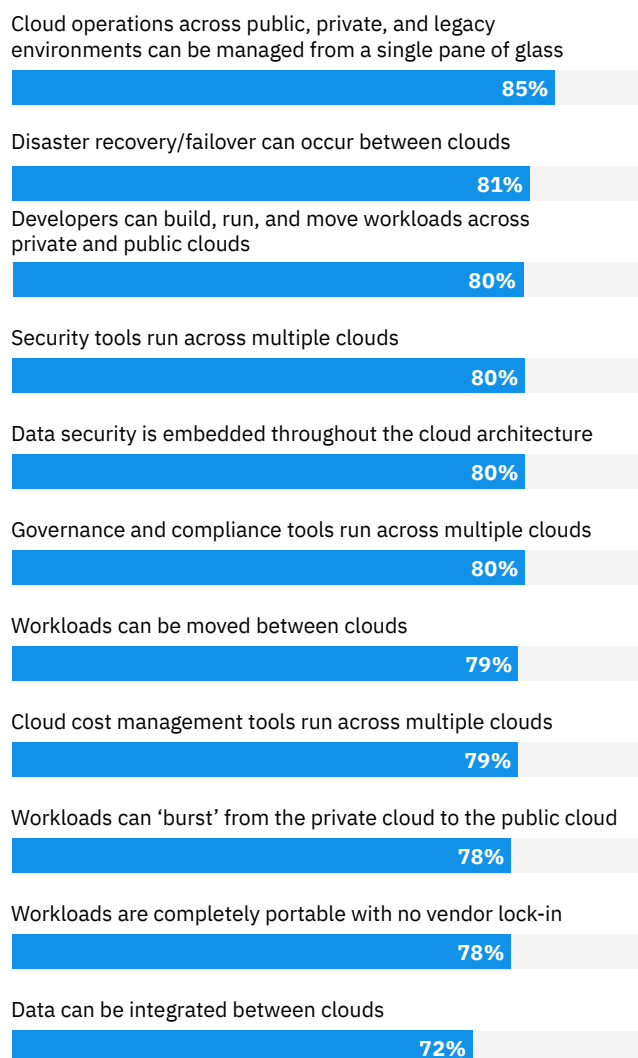 Cloud operations across public, private, and legacy
environments can be managed from a single pane of glass
85%
Disaster recovery/failover can occur between clouds
81%
Developers can build, run, and move workloads across
private and public clouds
80%
Security tools run across multiple clouds
80%
Data security is embedded throughout the cloud architecture
80%
Governance and compliance tools run across multiple clouds
80%
Workloads can be moved between clouds
79%
Cloud cost management tools run across multiple clouds
79%
Workloads can ‘burst’ from the private cloud to the public cloud
78%
Workloads are completely portable with no vendor lock-in
78%
Data can be integrated between clouds
72%